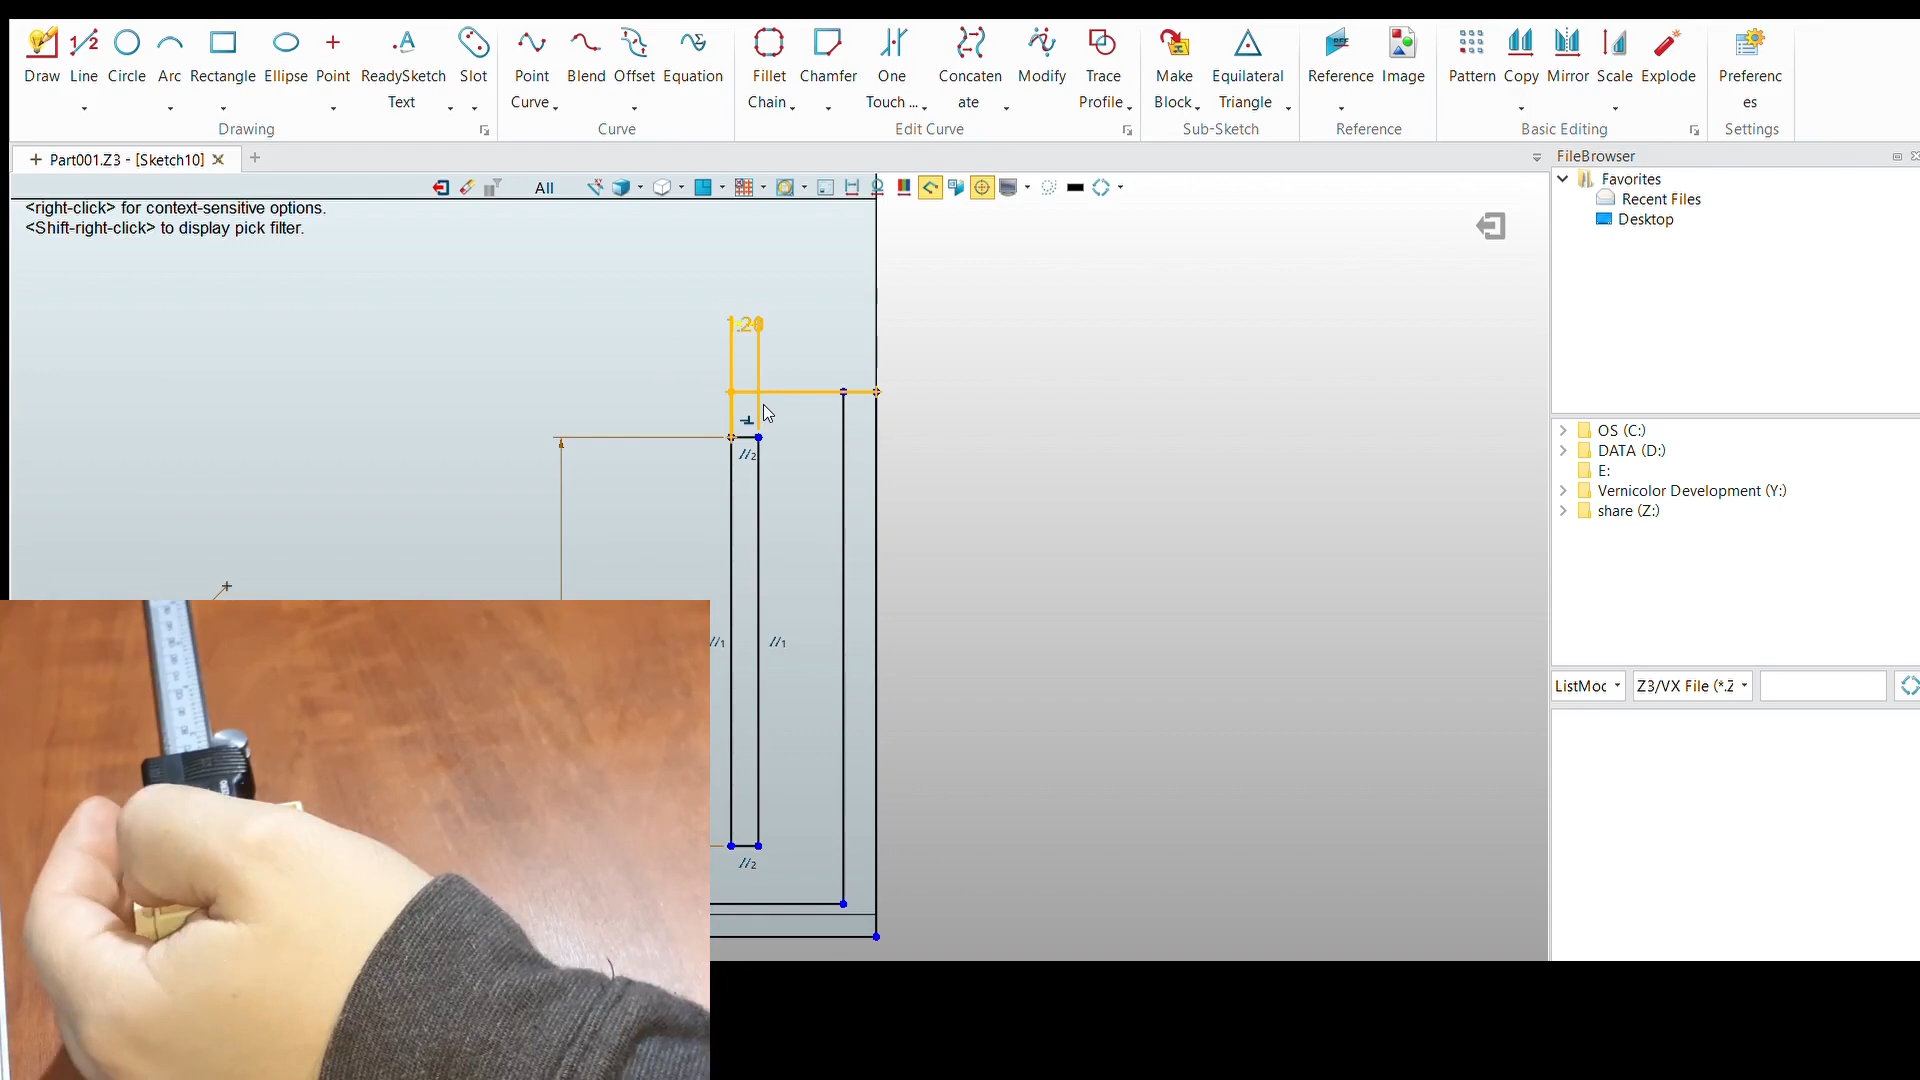 Draw Line Circle Arc Rectangle Ellipse Point ReadySketch Text Slot
Drawing
Point Curve Blend Offset Equation
Curve
Fillet Chain Chamfer One Touch ... Concaten ate Modify Trace Profile
Edit Curve
Make Block Equilateral Triangle
Sub-Sketch
Reference Image
Reference
Pattern Copy Mirror Scale Explode
Basic Editing
Preferenc es
Settings
Part001.Z3 - [Sketch10]
FileBrowser
All
<right-click> for context-sensitive options.
<Shift-right-click> to display pick filter.
Favorites
Recent Files
Desktop
//2
//1
//1
//2
OS (C:)
DATA (D:)
E:
Vernicolor Development (Y:)
share (Z:)
ListMoc
Z3/VX File (*.Z